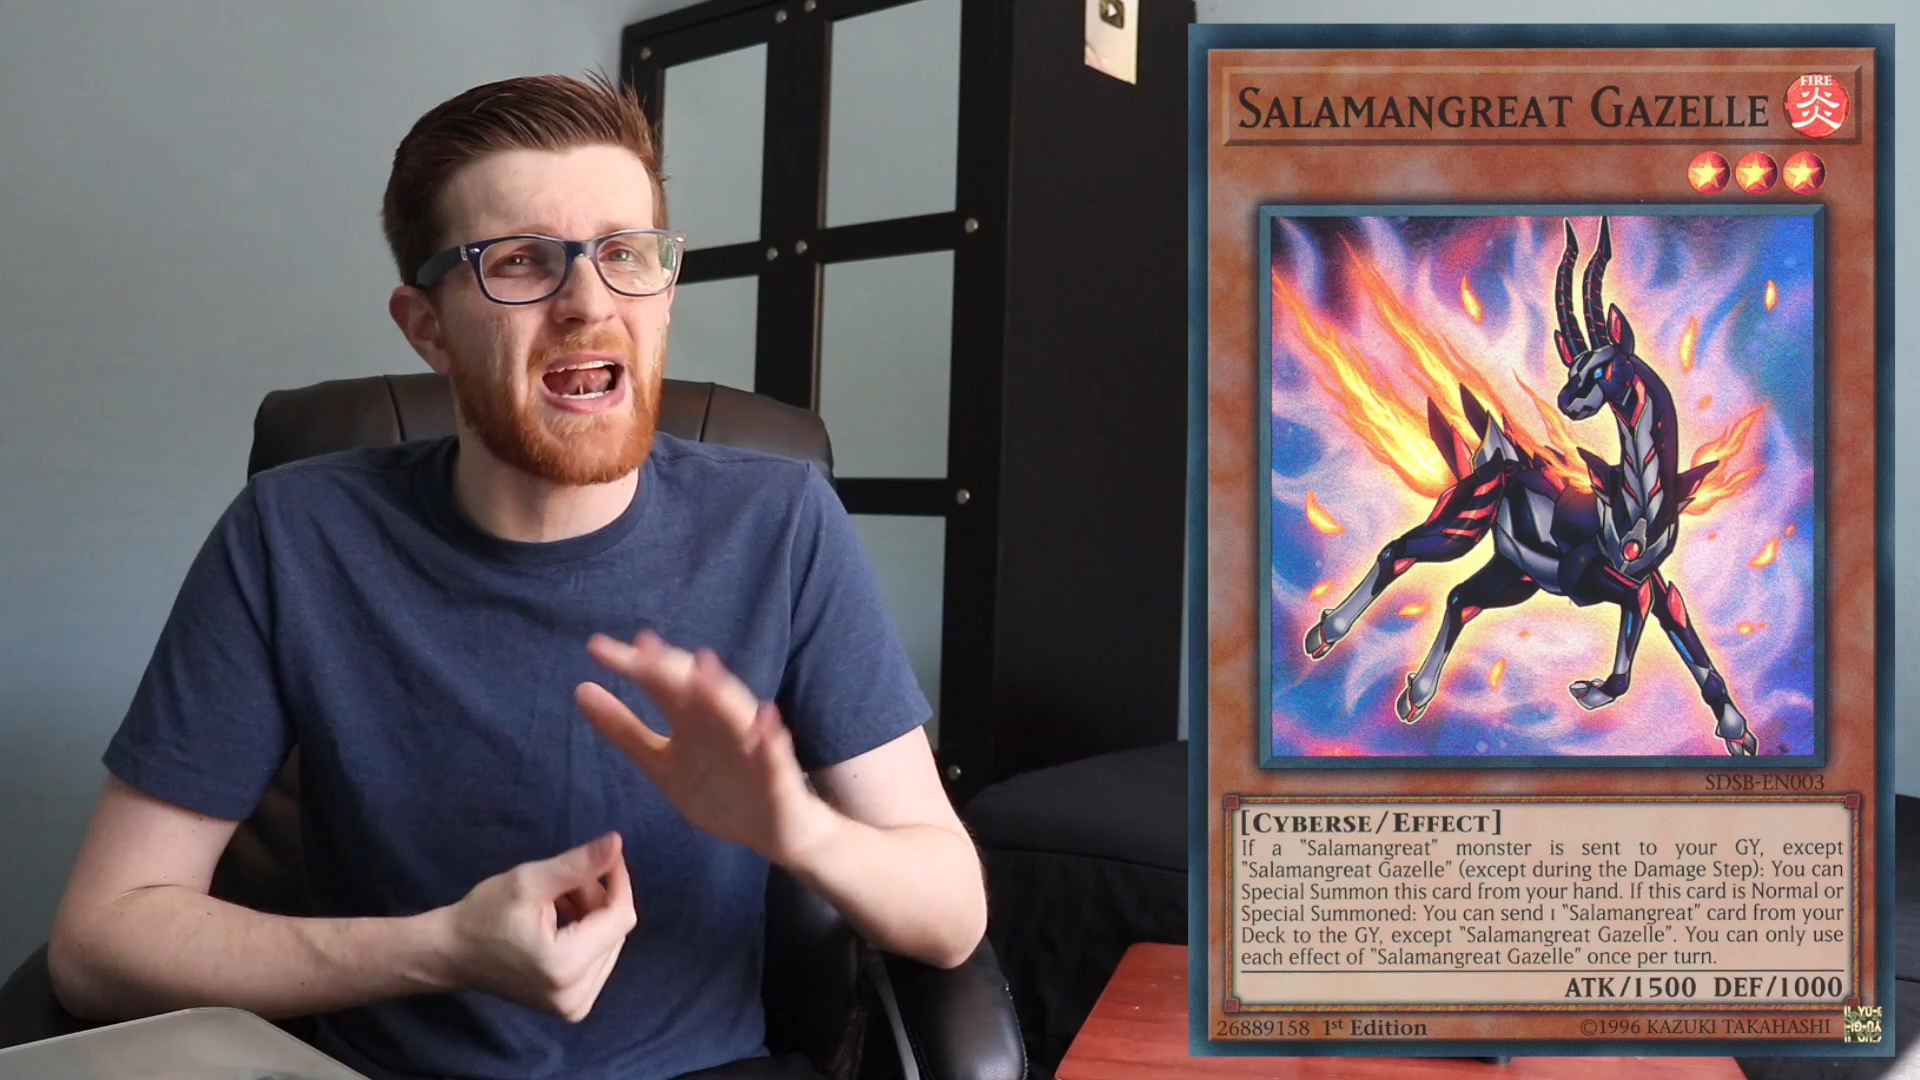 SALAMANGREAT GAZELLE
FIRE
炎
SDSB-EN003
[CYBERSE/EFFECT]
If a "Salamangreat" monster is sent to your GY, except
"Salamangreat Gazelle" (except during the Damage Step): You can
Special Summon this card from your hand. If this card is Normal or
Special Summoned: You can send 1 "Salamangreat" card from your
Deck to the GY, except "Salamangreat Gazelle". You can only use
each effect of "Salamangreat Gazelle" once per turn.
ATK/1500 DEF/1000
26889158 1st Edition
©1996 KAZUKI TAKAHASHI